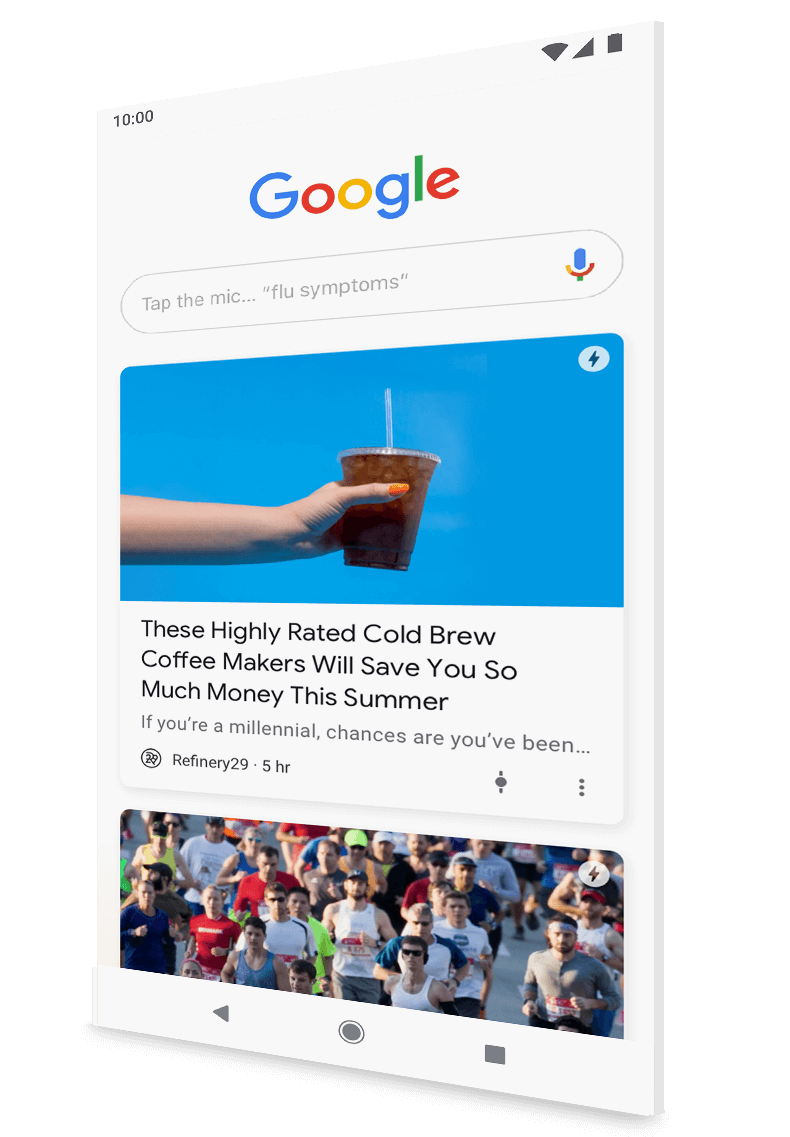 10:00
Google
Tap the mic... “flu symptoms”
These Highly Rated Cold Brew
Coffee Makers Will Save You So
Much Money This Summer
If you’re a millennial, chances are you’ve been...
Refinery29 · 5 hr